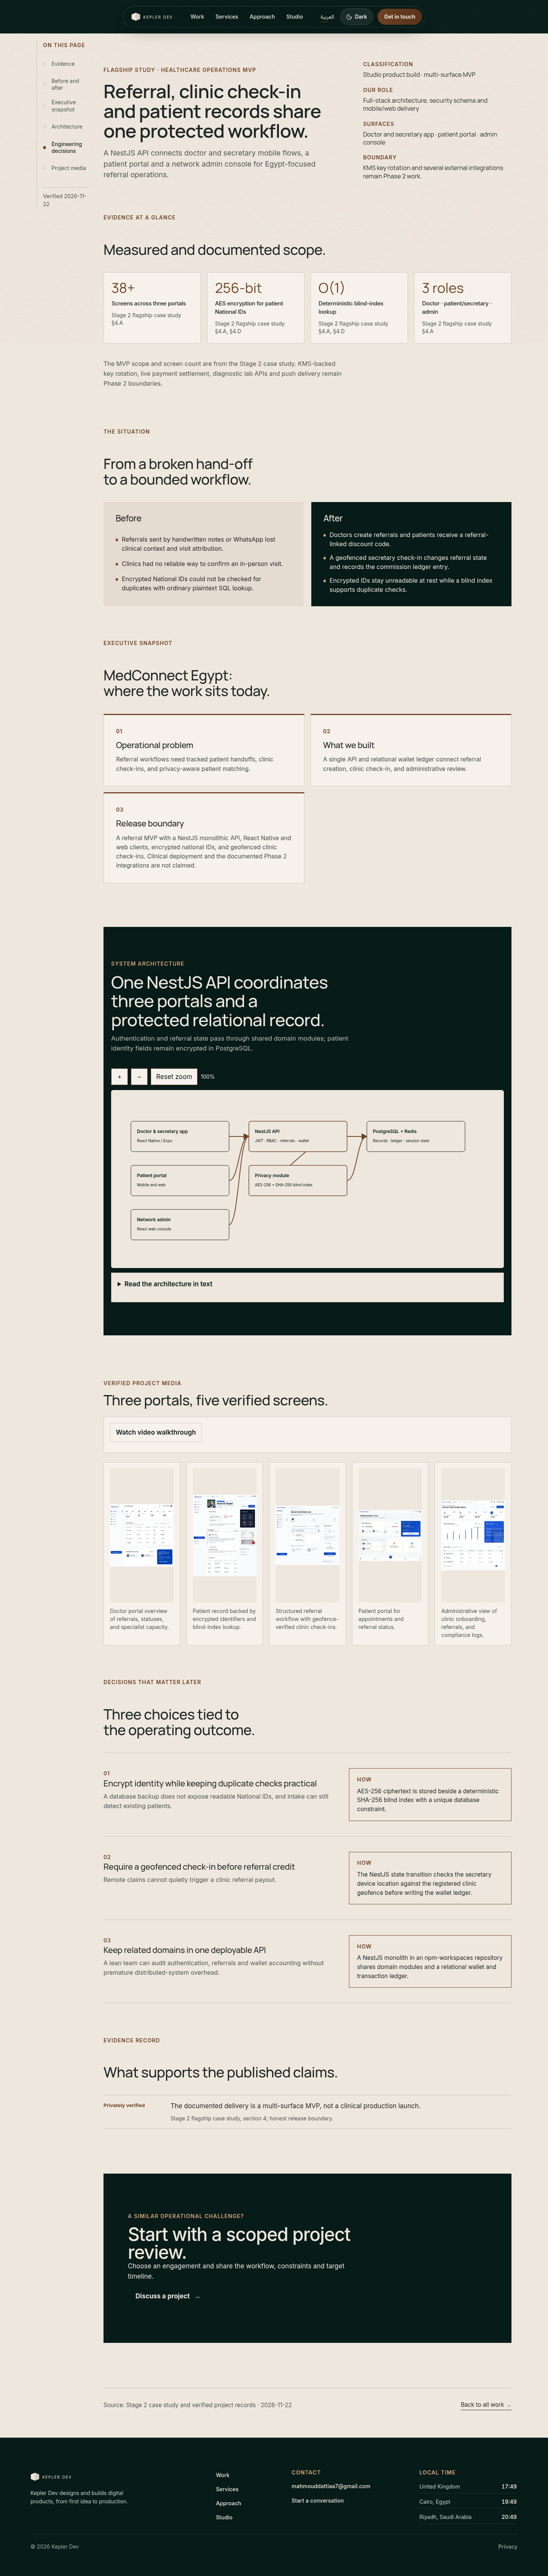 KEPLER DEV
Work
Services
Approach
Studio
العربية
Dark
Get in touch
ON THIS PAGE
Evidence
Before and
after
Executive
snapshot
Architecture
Engineering
decisions
Project media
Verified 2026-11-
22
FLAGSHIP STUDY · HEALTHCARE OPERATIONS MVP
Referral, clinic check-in
and patient records share
one protected workflow.
A NestJS API connects doctor and secretary mobile flows, a
patient portal and a network admin console for Egypt-focused
referral operations.
CLASSIFICATION
Studio product build · multi-surface MVP
OUR ROLE
Full-stack architecture, security schema and
mobile/web delivery
SURFACES
Doctor and secretary app · patient portal · admin
console
BOUNDARY
KMS key rotation and several external integrations
remain Phase 2 work.
EVIDENCE AT A GLANCE
Measured and documented scope.
38+
Screens across three portals
Stage 2 flagship case study
§4.A
256-bit
AES encryption for patient
National IDs
Stage 2 flagship case study
§4.A, §4.D
O(1)
Deterministic blind-index
lookup
Stage 2 flagship case study
§4.A, §4.D
3 roles
Doctor · patient/secretary ·
admin
Stage 2 flagship case study
§4.A
The MVP scope and screen count are from the Stage 2 case study. KMS-backed
key rotation, live payment settlement, diagnostic lab APIs and push delivery remain
Phase 2 boundaries.
THE SITUATION
From a broken hand-off
to a bounded workflow.
Before
Referrals sent by handwritten notes or WhatsApp lost
clinical context and visit attribution.
Clinics had no reliable way to confirm an in-person visit.
Encrypted National IDs could not be checked for
duplicates with ordinary plaintext SQL lookup.
After
Doctors create referrals and patients receive a referral-
linked discount code.
A geofenced secretary check-in changes referral state
and records the commission ledger entry.
Encrypted IDs stay unreadable at rest while a blind index
supports duplicate checks.
EXECUTIVE SNAPSHOT
MedConnect Egypt:
where the work sits today.
01
Operational problem
Referral workflows need tracked patient handoffs, clinic
check-ins, and privacy-aware patient matching.
02
What we built
A single API and relational wallet ledger connect referral
creation, clinic check-in, and administrative review.
03
Release boundary
A referral MVP with a NestJS monolithic API, React Native and
web clients, encrypted national IDs, and geofenced clinic
check-ins. Clinical deployment and the documented Phase 2
integrations are not claimed.
SYSTEM ARCHITECTURE
One NestJS API coordinates
three portals and a
protected relational record.
Authentication and referral state pass through shared domain modules; patient
identity fields remain encrypted in PostgreSQL.
+
−
Reset zoom
100%
Doctor & secretary app
React Native / Expo
NestJS API
JWT · RBAC · referrals · wallet
PostgreSQL + Redis
Records · ledger · session state
Patient portal
Mobile and web
Privacy module
AES-256 + SHA-256 blind index
Network admin
React web console
Read the architecture in text
VERIFIED PROJECT MEDIA
Three portals, five verified screens.
Watch video walkthrough
Doctor portal overview
of referrals, statuses,
and specialist capacity.
Patient record backed by
encrypted identifiers and
blind-index lookup.
Structured referral
workflow with geofence-
verified clinic check-ins.
Patient portal for
appointments and
referral status.
Administrative view of
clinic onboarding,
referrals, and
compliance logs.
DECISIONS THAT MATTER LATER
Three choices tied to
the operating outcome.
01
Encrypt identity while keeping duplicate checks practical
A database backup does not expose readable National IDs, and intake can still
detect existing patients.
HOW
AES-256 ciphertext is stored beside a deterministic
SHA-256 blind index with a unique database
constraint.
02
Require a geofenced check-in before referral credit
Remote claims cannot quietly trigger a clinic referral payout.
HOW
The NestJS state transition checks the secretary
device location against the registered clinic
geofence before writing the wallet ledger.
03
Keep related domains in one deployable API
A lean team can audit authentication, referrals and wallet accounting without
premature distributed-system overhead.
HOW
A NestJS monolith in an npm-workspaces repository
shares domain modules and a relational wallet and
transaction ledger.
EVIDENCE RECORD
What supports the published claims.
Privately verified
The documented delivery is a multi-surface MVP, not a clinical production launch.
Stage 2 flagship case study, section 4; honest release boundary.
A SIMILAR OPERATIONAL CHALLENGE?
Start with a scoped project
review.
Choose an engagement and share the workflow, constraints and target
timeline.
Discuss a project →
Source: Stage 2 case study and verified project records · 2026-11-22
Back to all work →
KEPLER DEV
Kepler Dev designs and builds digital
products, from first idea to production.
Work
Services
Approach
Studio
CONTACT
mahmouddattiaa7@gmail.com
Start a conversation
LOCAL TIME
United Kingdom 17:49
Cairo, Egypt 19:49
Riyadh, Saudi Arabia 20:49
© 2026 Kepler Dev
Privacy